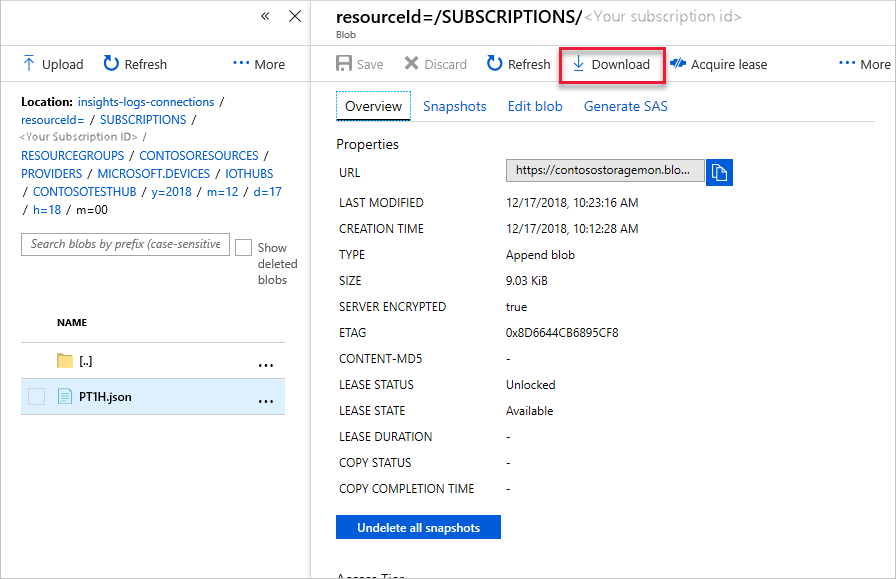 « ×
Upload Refresh ··· More
Location: insights-logs-connections /
resourceId= / SUBSCRIPTIONS /
<Your Subscription ID> /
RESOURCEGROUPS / CONTOSORESOURCES /
PROVIDERS / MICROSOFT.DEVICES / IOTHUBS
/ CONTOSOTESTHUB / y=2018 / m=12 / d=17
/ h=18 / m=00
Search blobs by prefix (case-sensitive
Show
deleted
blobs
NAME
[..] ...
PT1H.json ...
resourceId=/SUBSCRIPTIONS/<Your subscription id>
Blob
Save Discard Refresh Download Acquire lease ··· More
Overview Snapshots Edit blob Generate SAS
Properties
URL https://contosostoragemon.blo...
LAST MODIFIED 12/17/2018, 10:23:16 AM
CREATION TIME 12/17/2018, 10:12:28 AM
TYPE Append blob
SIZE 9.03 KiB
SERVER ENCRYPTED true
ETAG 0x8D6644CB6895CF8
CONTENT-MD5 -
LEASE STATUS Unlocked
LEASE STATE Available
LEASE DURATION -
COPY STATUS -
COPY COMPLETION TIME -
Undelete all snapshots
Access Tier